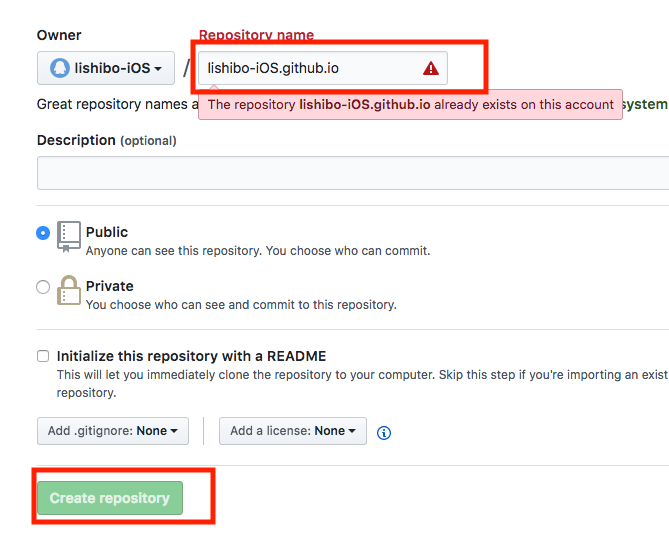 Owner
Repository name
lishibo-iOS
/
lishibo-iOS.github.io
Great repository names a
The repository lishibo-iOS.github.io already exists on this account
system
Description (optional)
Public
Anyone can see this repository. You choose who can commit.
Private
You choose who can see and commit to this repository.
Initialize this repository with a README
This will let you immediately clone the repository to your computer. Skip this step if you're importing an exist
repository.
Add .gitignore: None
Add a license: None
Create repository